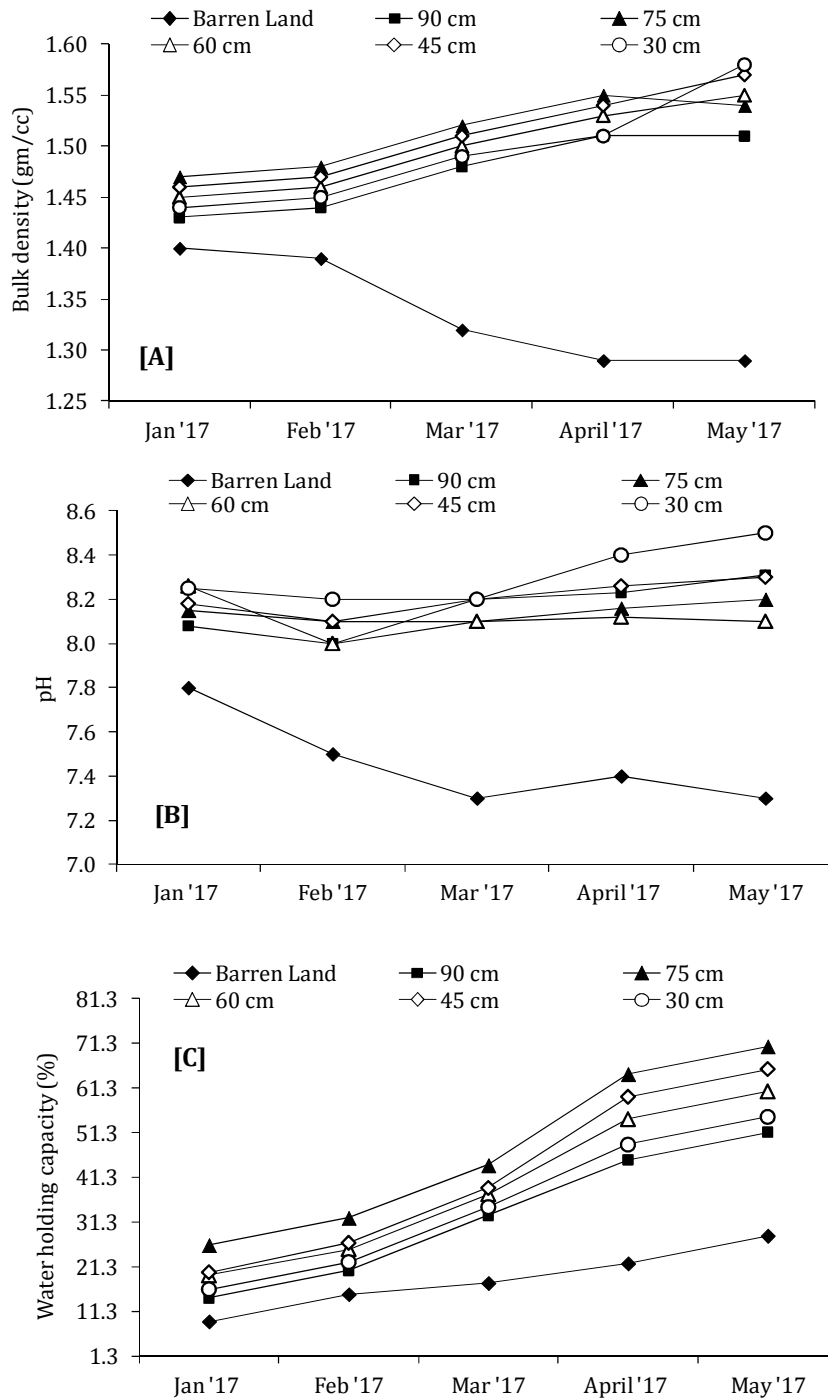 Barren Land 90 cm 75 cm
60 cm 45 cm 30 cm
1.60
1.55
1.50
1.45
1.40
1.35
1.30
1.25
Bulk density (gm/cc)
[A]
Jan '17 Feb '17 Mar '17 April'17 May '17
Barren Land 90 cm 75 cm
60 cm 45 cm 30 cm
8.6
8.4
8.2
8.0
7.8
7.6
7.4
7.2
7.0
pH
[B]
Jan '17 Feb '17 Mar '17 April'17 May '17
Barren Land 90 cm 75 cm
60 cm 45 cm 30 cm
81.3
71.3
61.3
51.3
41.3
31.3
21.3
11.3
1.3
Water holding capacity (%)
[C]
Jan '17 Feb '17 Mar '17 April '17 May '17